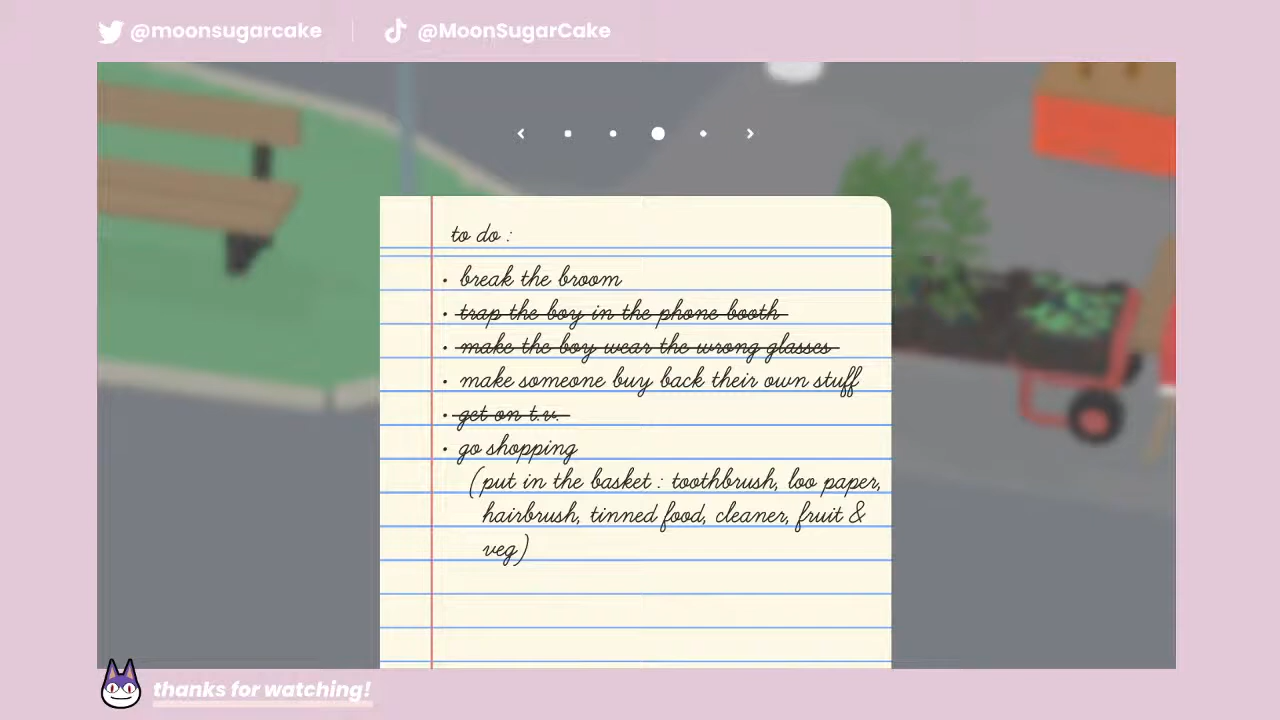 @moonsugarcake @MoonSugarCake
to do :
• break the broom
• trap the boy in the phone booth
• make the boy wear the wrong glasses
• make someone buy back their own stuff
• get on t.v.
• go shopping
(put in the basket : toothbrush, loo paper,
hairbrush, tinned food, cleaner, fruit &
veg)
thanks for watching!